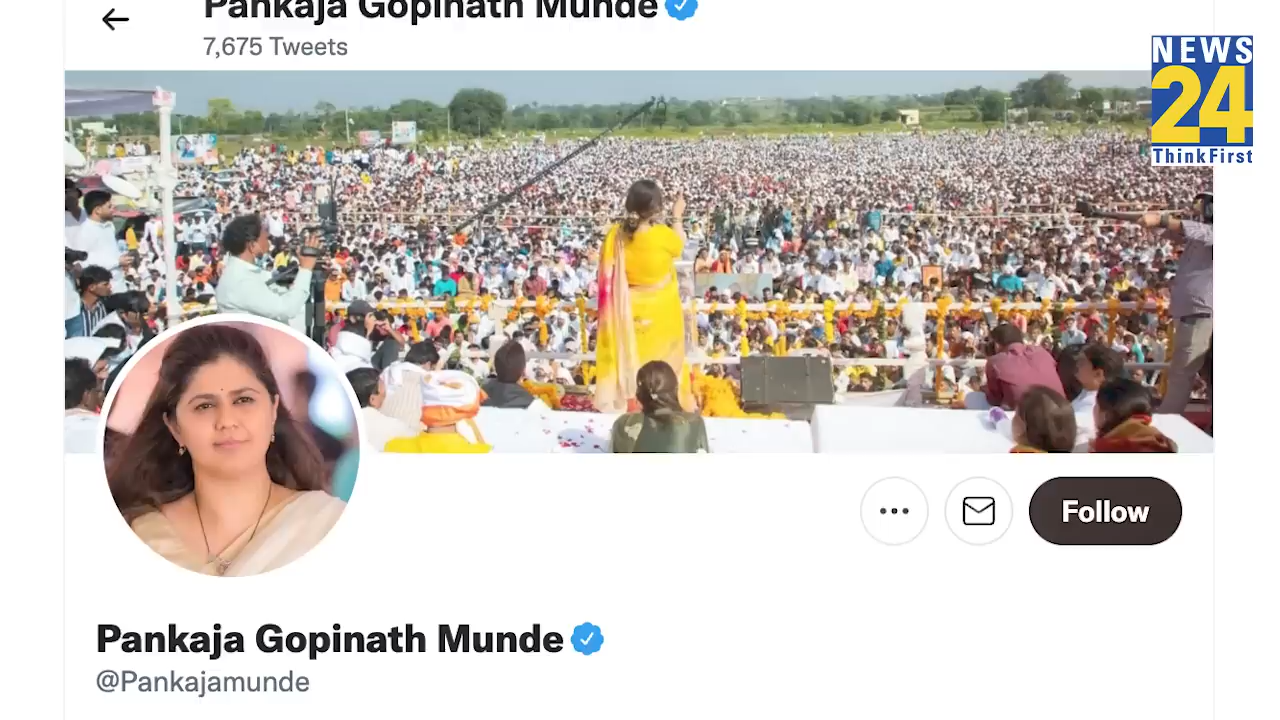 Pankaja Gopinath Munde
7,675 Tweets
NEWS
24
ThinkFirst
Follow
Pankaja Gopinath Munde
@Pankajamunde